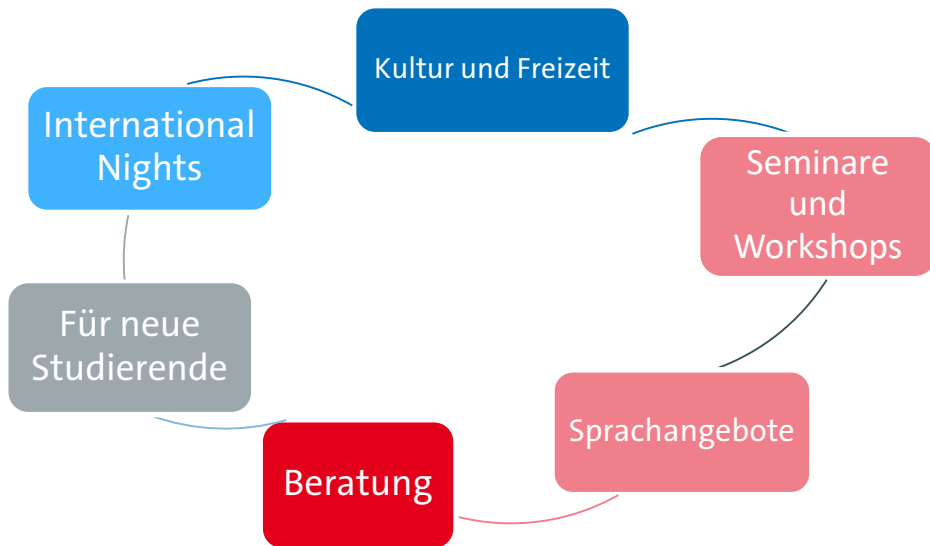 Kultur und Freizeit
International
Nights
Seminare
und
Workshops
Für neue
Studierende
Sprachangebote
Beratung